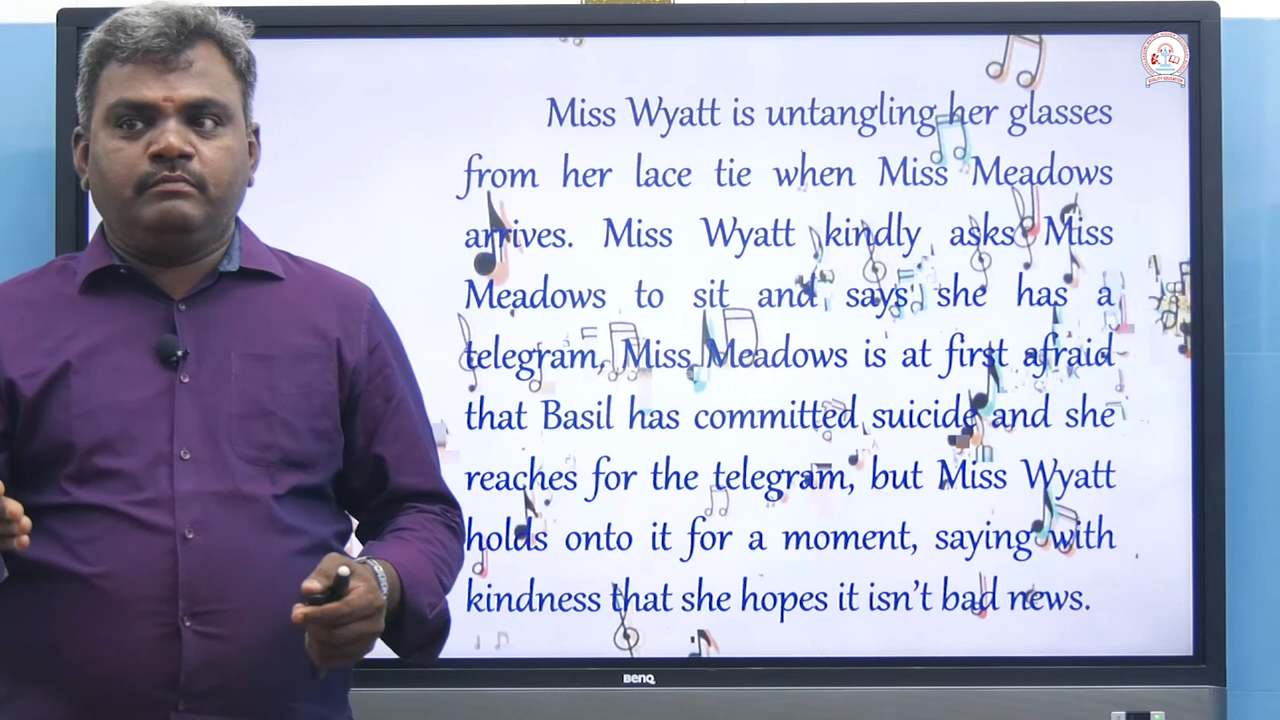 Miss Wyatt is untangling her glasses
from her lace tie when Miss Meadows
arrives. Miss Wyatt kindly asks Miss
Meadows to sit and says she has a
telegram, Miss Meadows is at first afraid
that Basil has committed suicide and she
reaches for the telegram, but Miss Wyatt
holds onto it for a moment, saying with
kindness that she hopes it isn't bad news.
BenQ